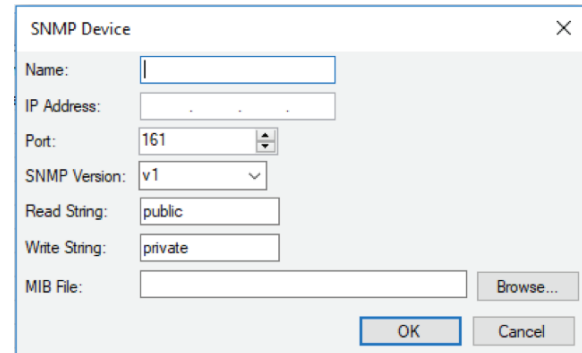 SNMP Device
Name:
IP Address: . . .
Port: 161
SNMP Version: v1
Read String: public
Write String: private
MIB File: Browse...
OK Cancel